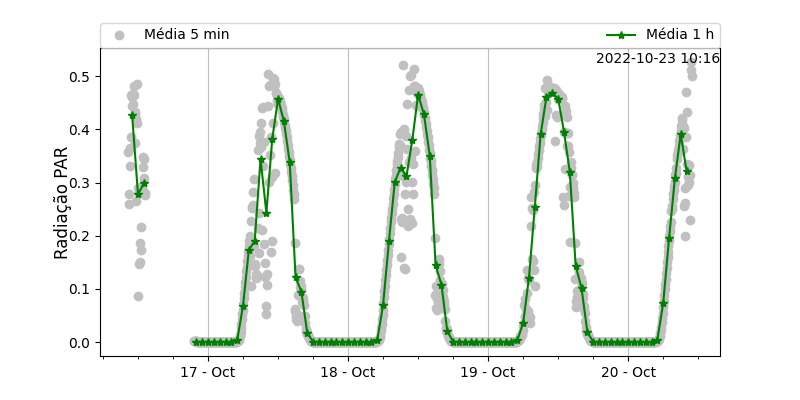 Média 5 min
Média 1 h
2022-10-23 10:16
Radiação PAR
0.5
0.4
0.3
0.2
0.1
0.0
17 - Oct
18 - Oct
19 - Oct
20 - Oct